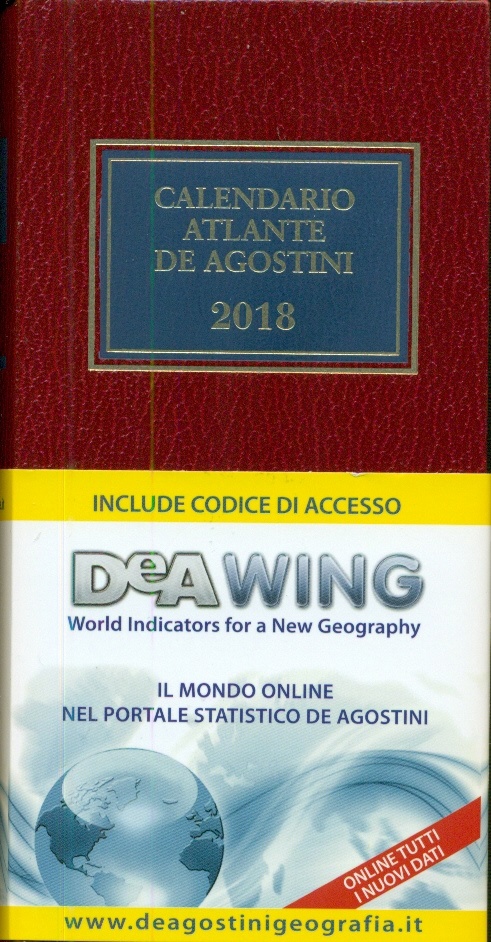 CALENDARIO
ATLANTE
DE AGOSTINI
2018
INCLUDE CODICE DI ACCESSO
DeA WING
World Indicators for a New Geography
IL MONDO ONLINE
NEL PORTALE STATISTICO DE AGOSTINI
ONLINE TUTTI
I NUOVI DATI
www.deagostinigeografia.it